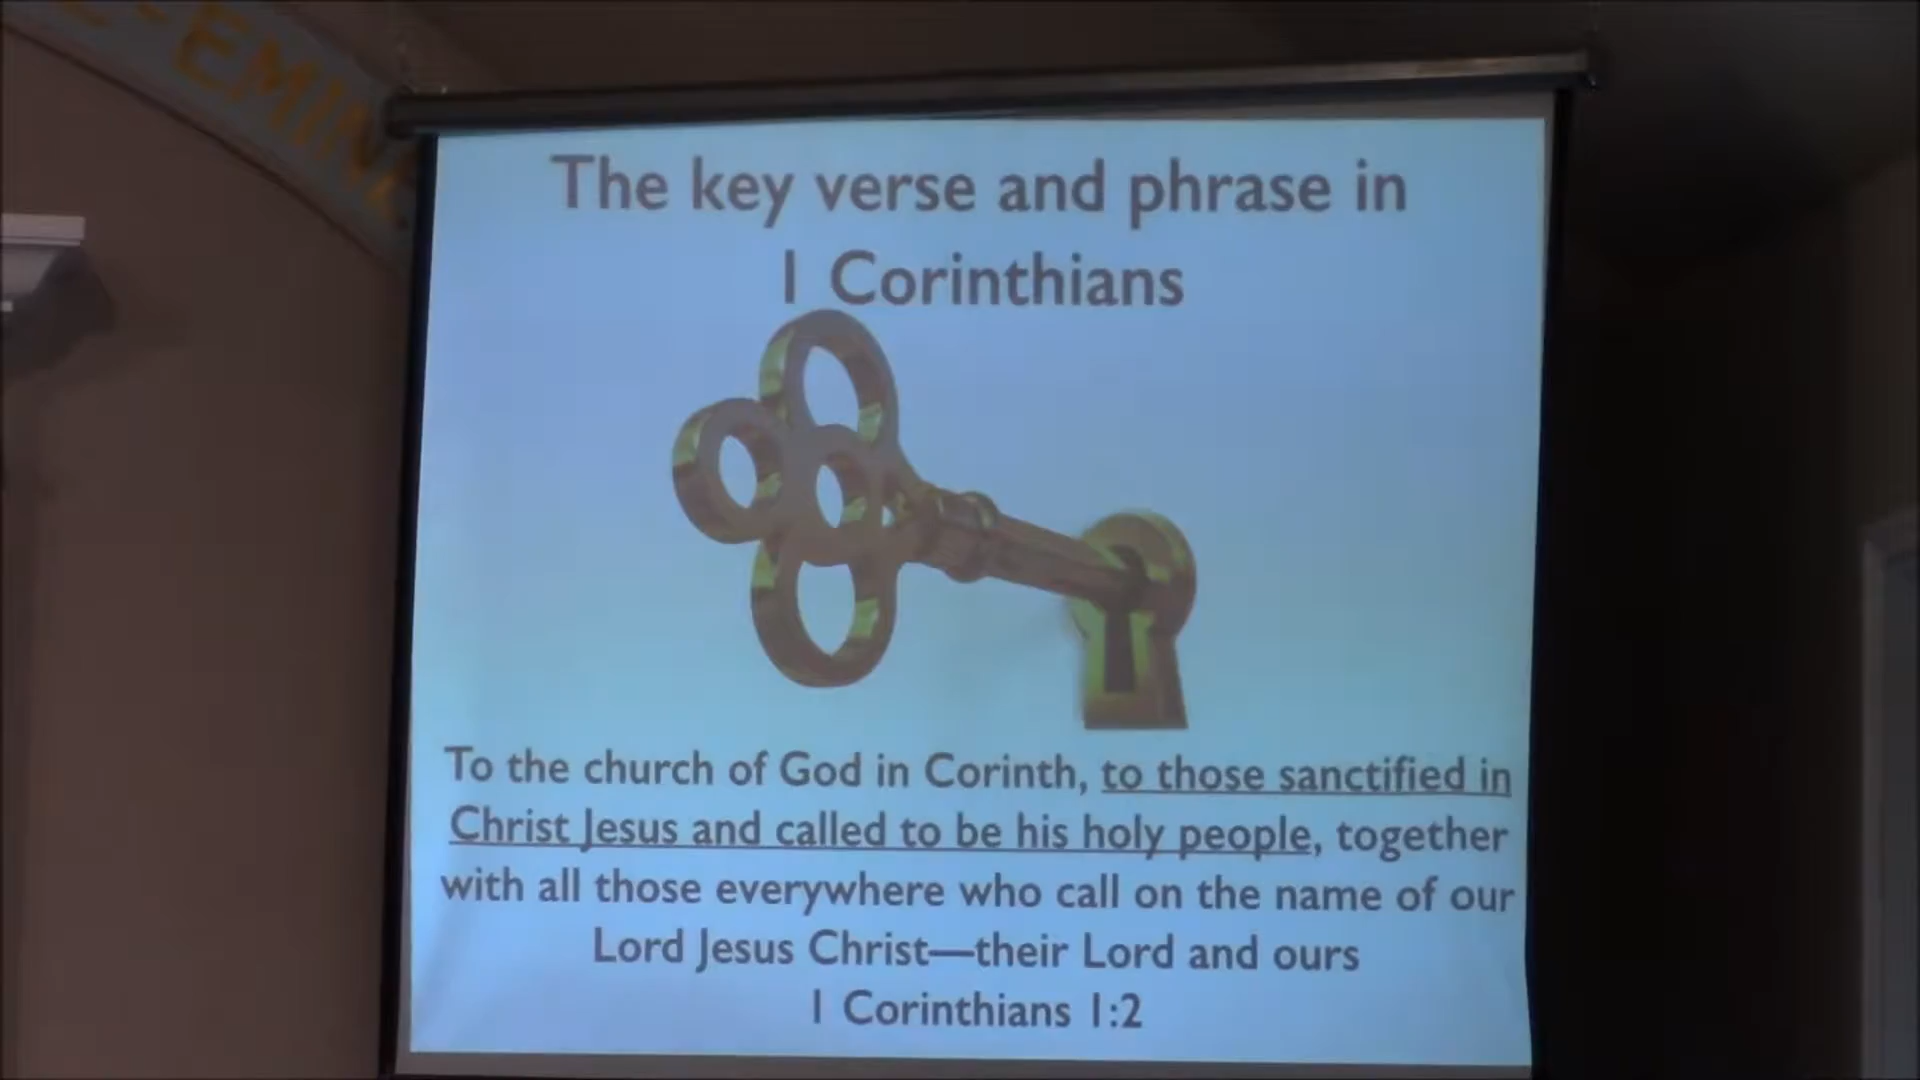 The key verse and phrase in
1 Corinthians
To the church of God in Corinth, to those sanctified in
Christ Jesus and called to be his holy people, together
with all those everywhere who call on the name of our
Lord Jesus Christ—their Lord and ours
1 Corinthians 1:2